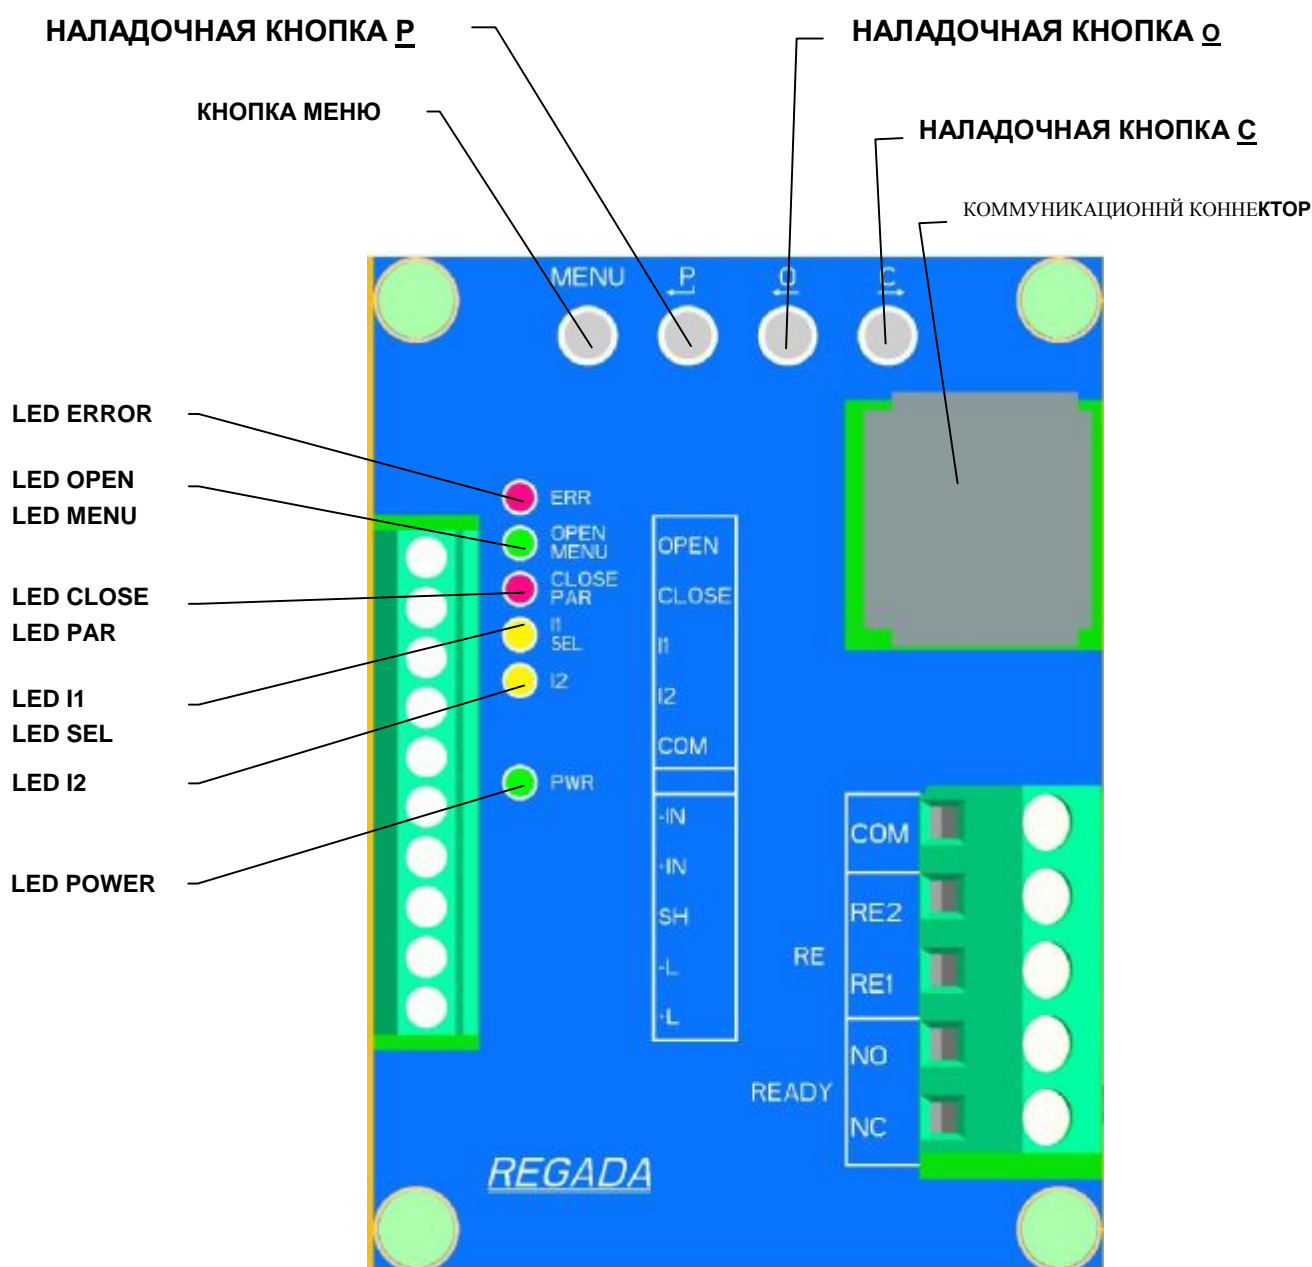 НАЛАДОЧНАЯ КНОПКА P
НАЛАДОЧНАЯ КНОПКА O
КНОПКА МЕНЮ
НАЛАДОЧНАЯ КНОПКА C
КОММУНИКАЦИОННЙ КОННЕКТОР
MENU P O C
LED ERROR
LED OPEN
LED MENU
LED CLOSE
LED PAR
LED I1
LED SEL
LED I2
LED POWER
ERR
OPEN
MENU
CLOSE
PAR
I1
SEL
I2
PWR
OPEN
CLOSE
I1
I2
COM
-IN
+IN
SH
-L
+L
COM
RE2
RE
RE1
NO
READY
NC
REGADA